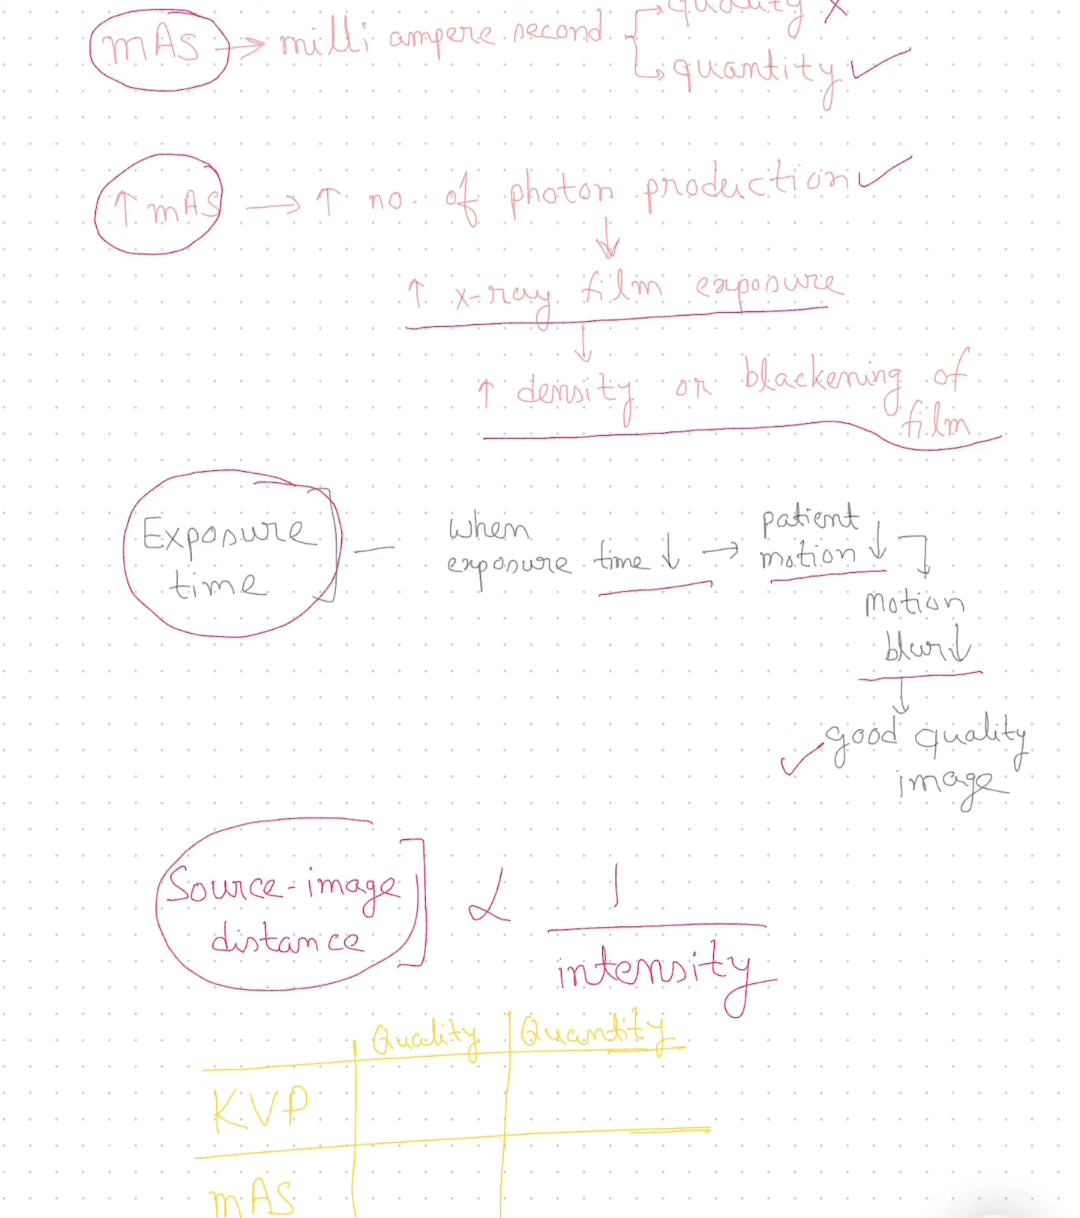 mAs → milli ampere second → quality ×
↳ quantity ✓
↑ mAs → ↑ no. of photon production ✓
↓
↑ x-ray film exposure
↓
↑ density or blackening of
film
Exposure
time
—
when
exposure time ↓ →
patient
motion ↓
motion
blur ↓
↓
✓ good quality
image
Source-image
distance
∝
1
intensity
Quality Quantity
KVP
mAS